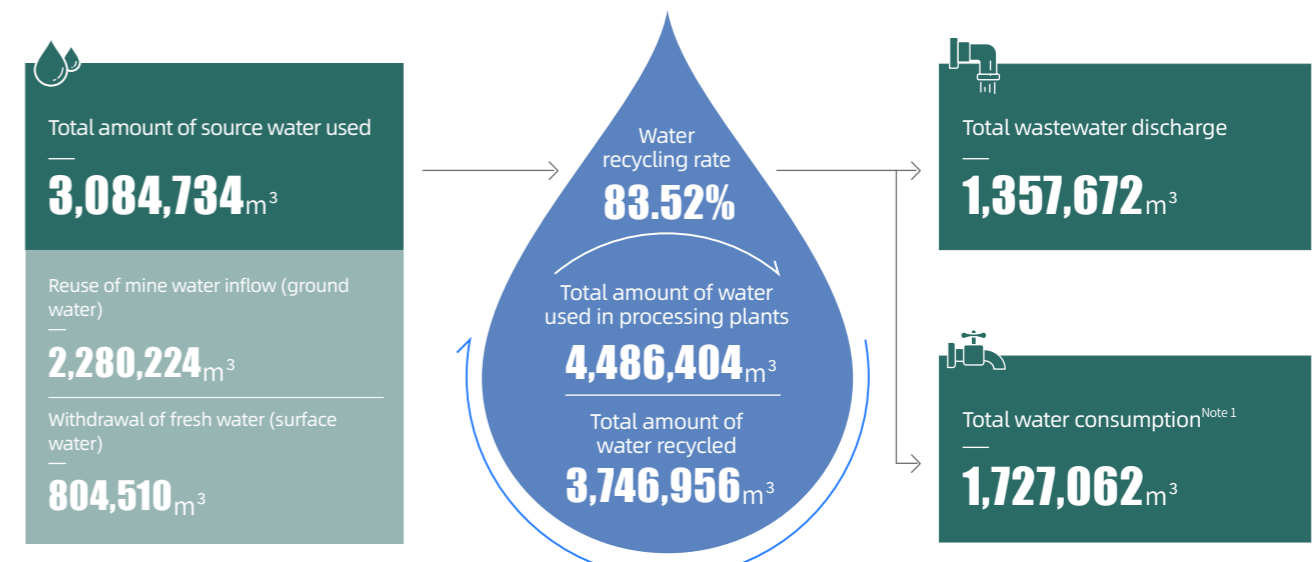 Total amount of source water used
3,084,734m³
Reuse of mine water inflow (ground
water)
2,280,224m³
Withdrawal of fresh water (surface
water)
804,510m³
Water
recycling rate
83.52%
Total amount of water
used in processing plants
4,486,404m³
Total amount of
water recycled
3,746,956m³
Total wastewater discharge
1,357,672m³
Total water consumption Note 1
1,727,062m³